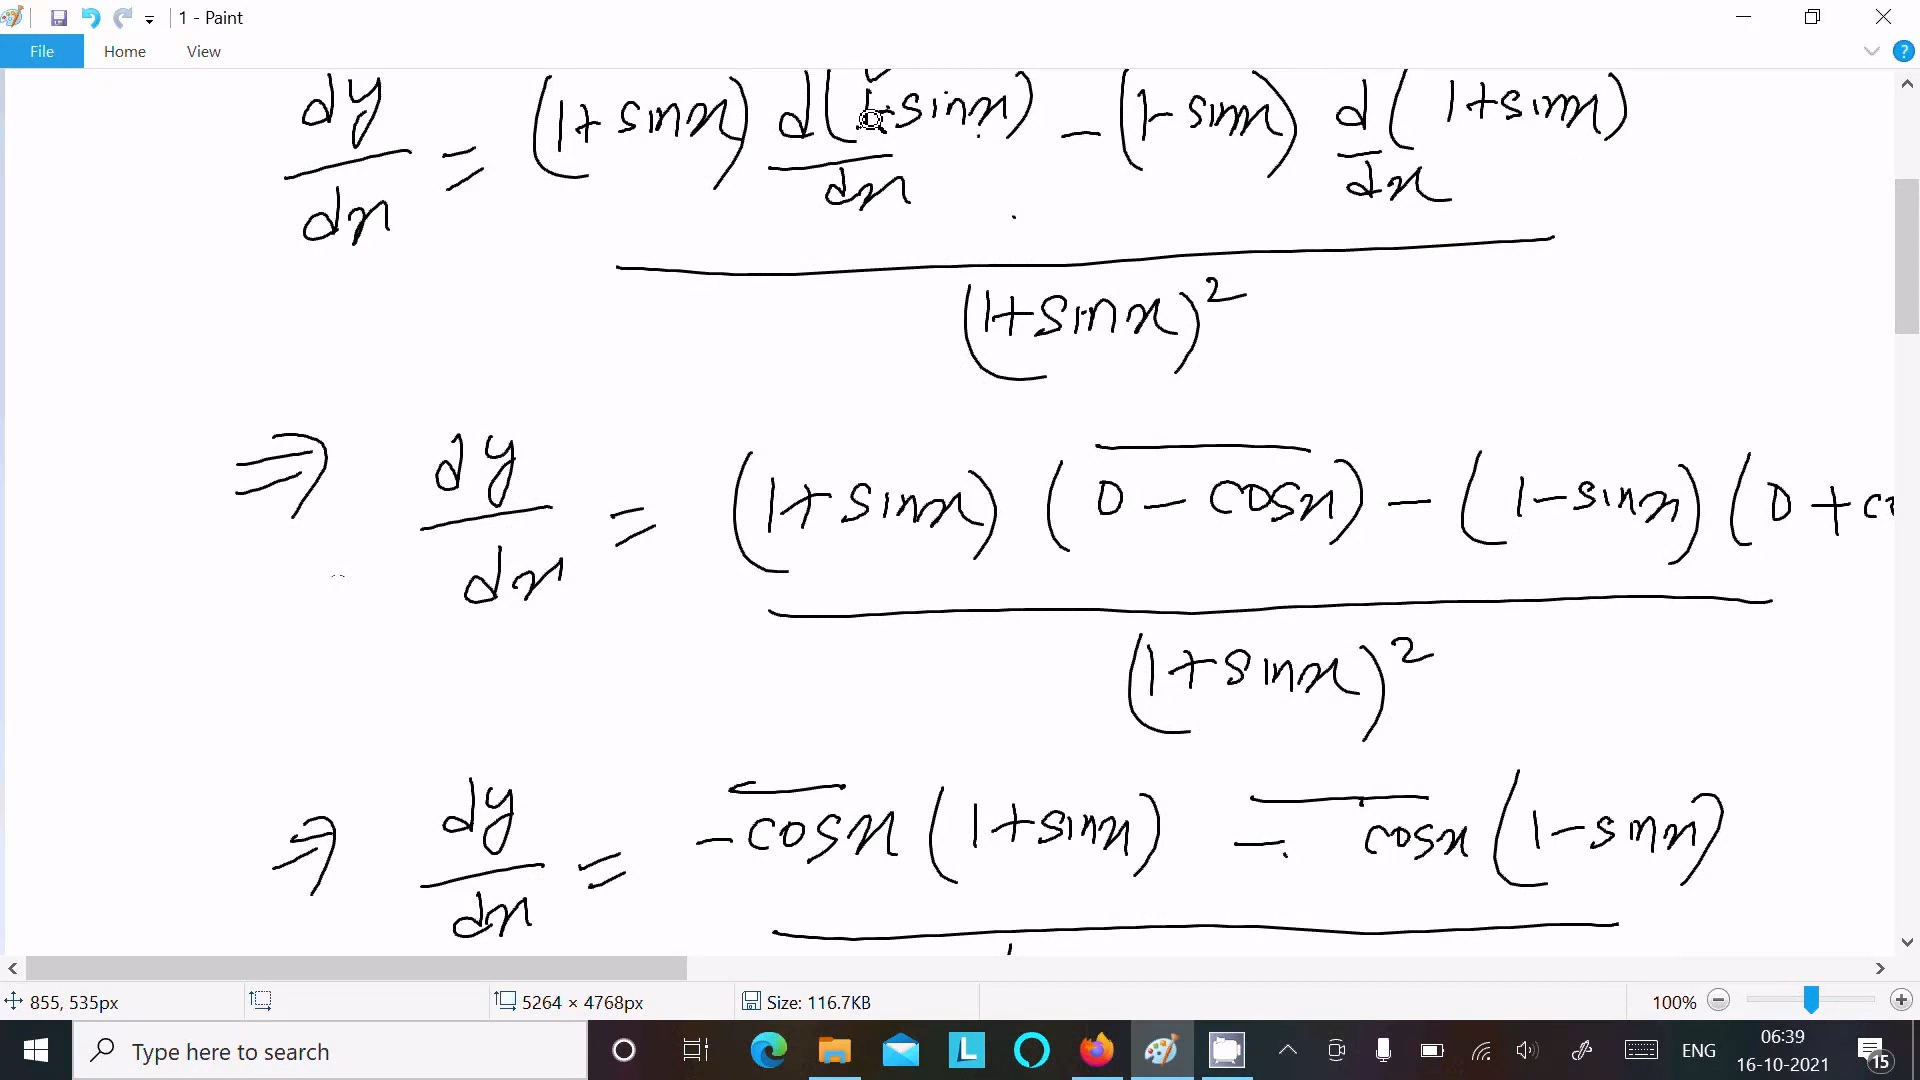 1 - Paint
File Home View
dy/dx = (1+sinx) d(1-sinx)/dx - (1-sinx) d/dx (1+sinx)
(1+sinx)²
⇒ dy/dx = (1+sinx) (0-cosx) - (1-sinx) (0+co
(1+sinx)²
⇒ dy/dx = -cosx (1+sinx) - cosx (1-sinx)
855, 535px 5264 × 4768px Size: 116.7KB 100%
Type here to search ENG 06:39
16-10-2021 15